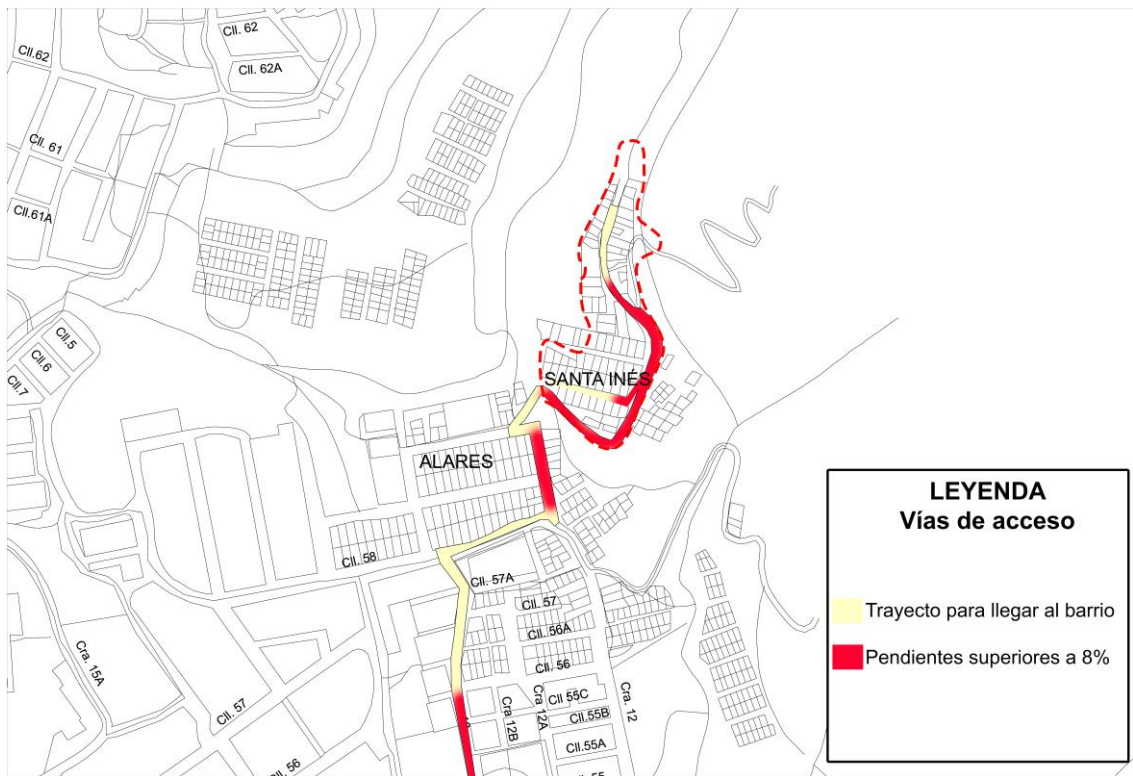 Cll. 62
Cll. 62
Cll. 62A
Cll. 61
Cll.61A
Cll.5
Cll.6
Cll.7
SANTA INÉS
ALARES
Cll. 58
Cll. 57A
Cll. 57
Cll. 56A
Cll. 56
Cll 55C
Cll.55B
Cll.55A
Cra. 15A
Cll. 57
Cll. 56
Cra 12B
Cra 12A
Cra. 12
LEYENDA
Vías de acceso
Trayecto para llegar al barrio
Pendientes superiores a 8%